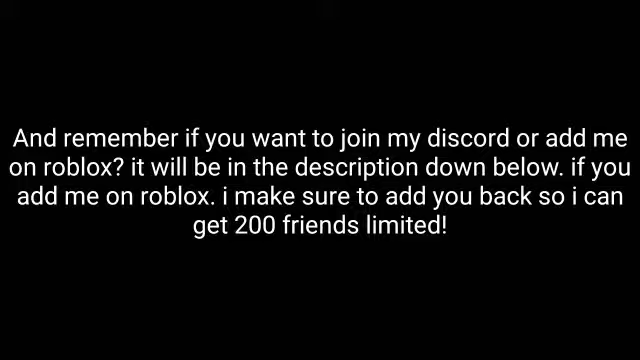 And remember if you want to join my discord or add me
on roblox? it will be in the description down below. if you
add me on roblox. i make sure to add you back so i can
get 200 friends limited!